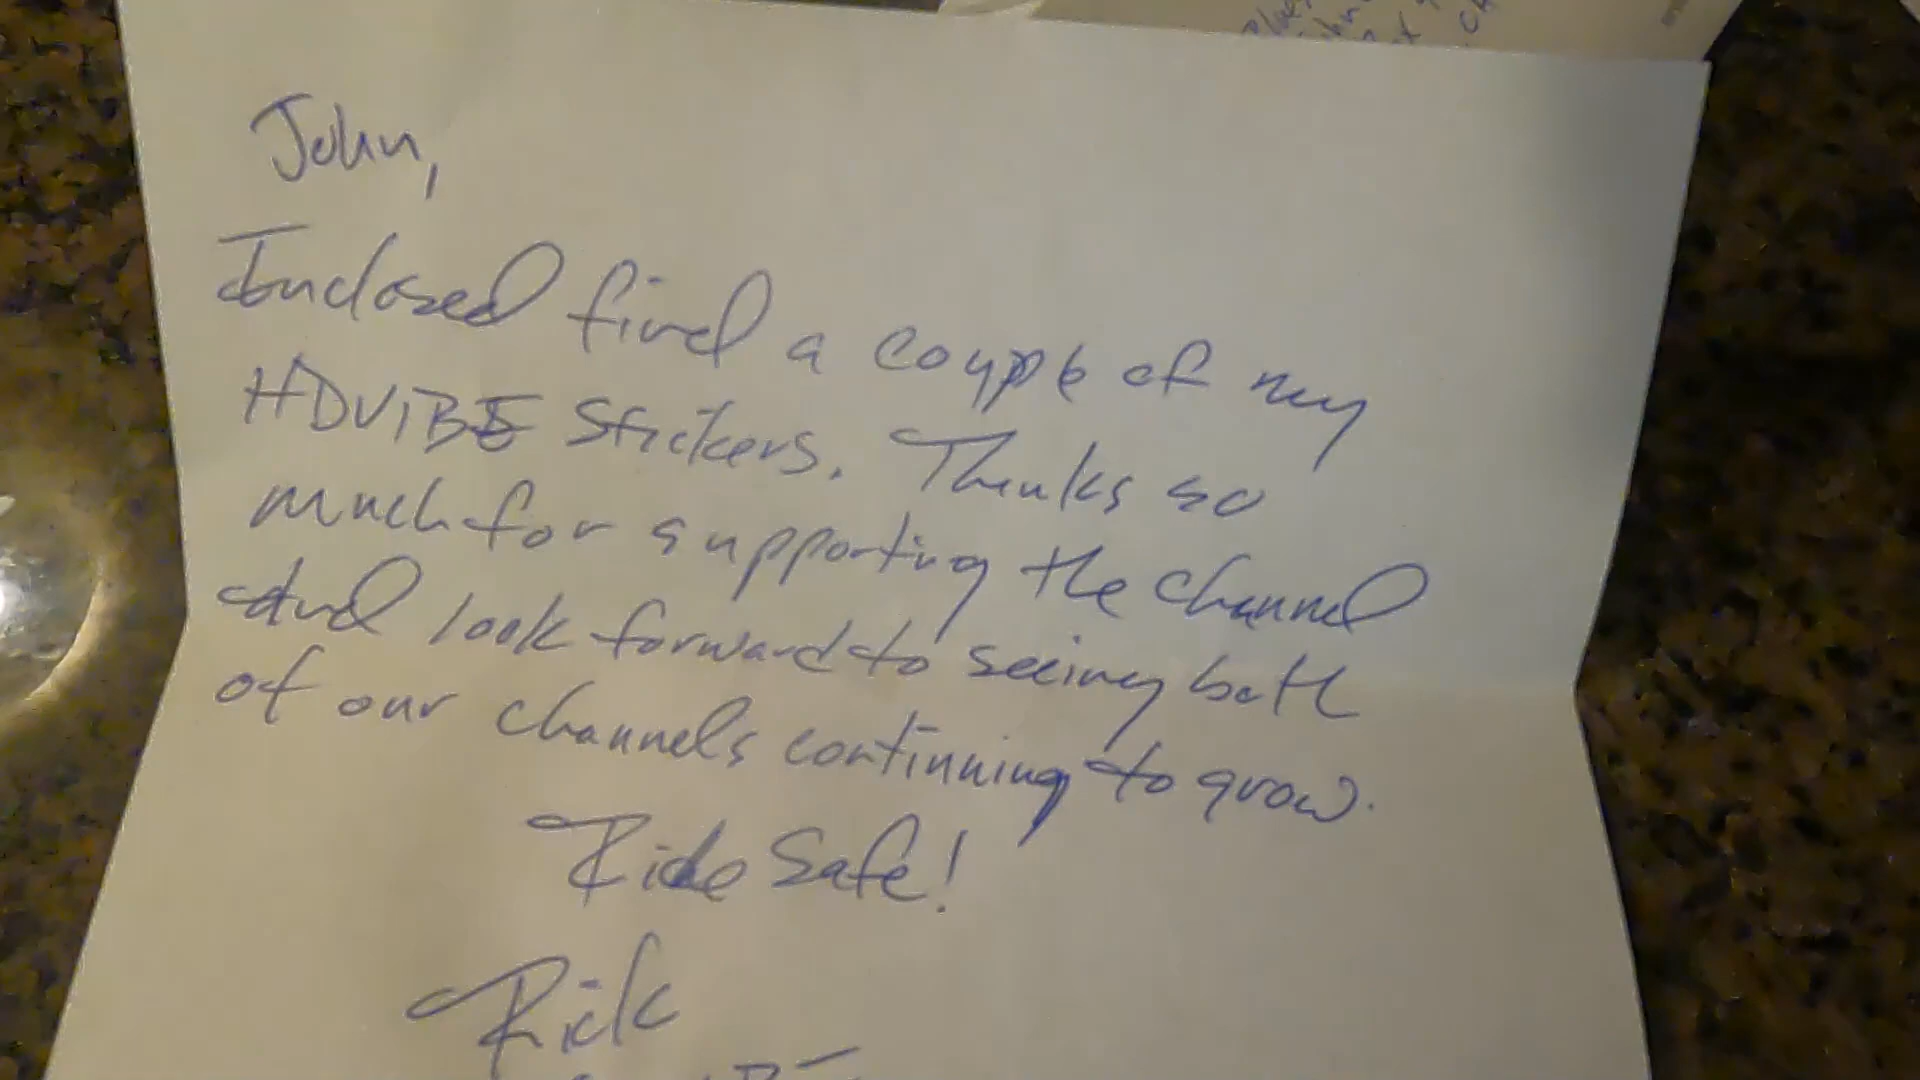 John,
Enclosed find a couple of my
HDVIBE Stickers. Thanks so
much for supporting the channel
And look forward to seeing both
of our channels continuing to grow.
Ride Safe!
Rick